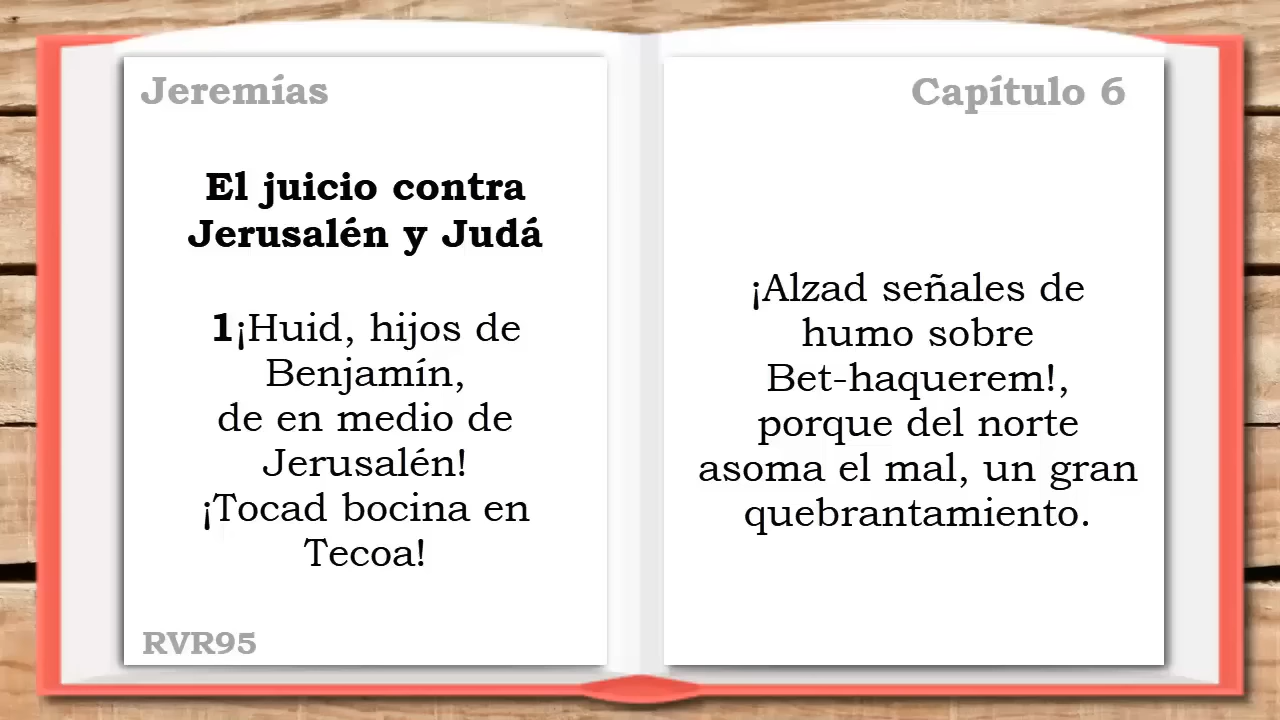 Jeremías
El juicio contra
Jerusalén y Judá
1¡Huid, hijos de
Benjamín,
de en medio de
Jerusalén!
¡Tocad bocina en
Tecoa!
RVR95
Capítulo 6
¡Alzad señales de
humo sobre
Bet-haquerem!,
porque del norte
asoma el mal, un gran
quebrantamiento.